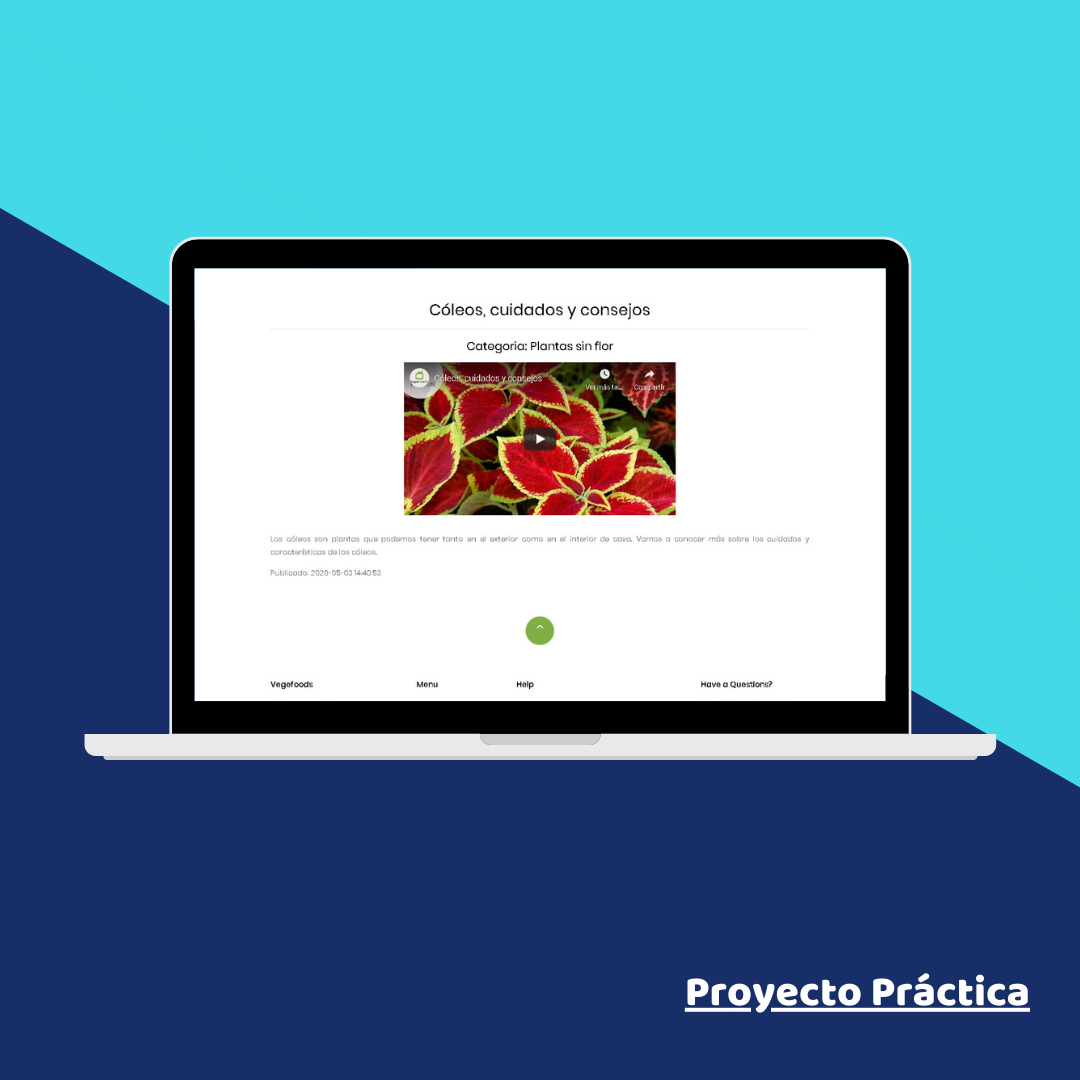 Cóleos, cuidados y consejos
Categoria: Plantas sin flor
Cóleos, cuidados y consejos
Ver más ta...
Compartir
Los cóleos son plantas que podemos tener tanto en el exterior como en el interior de casa. Vamos a conocer más sobre los cuidados y
características de los cóleos.
Publicado: 2020-05-03 14:40:53
Vegefoods Menu Help Have a Questions?
Proyecto Práctica